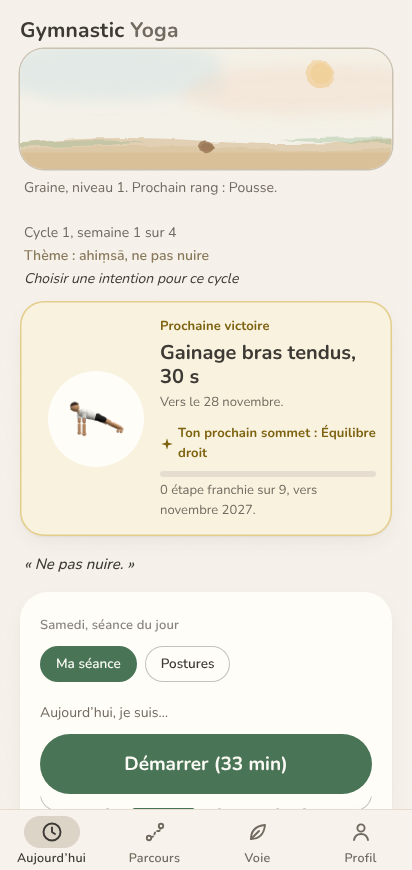 Gymnastic Yoga
Graine, niveau 1. Prochain rang : Pousse.
Cycle 1, semaine 1 sur 4
Thème : ahiṃsā, ne pas nuire
Choisir une intention pour ce cycle
Prochaine victoire
Gainage bras tendus,
30 s
Vers le 28 novembre.
Ton prochain sommet : Équilibre
droit
0 étape franchie sur 9, vers
novembre 2027.
« Ne pas nuire. »
Samedi, séance du jour
Ma séance
Postures
Aujourd’hui, je suis…
Démarrer (33 min)
Aujourd’hui
Parcours
Voie
Profil